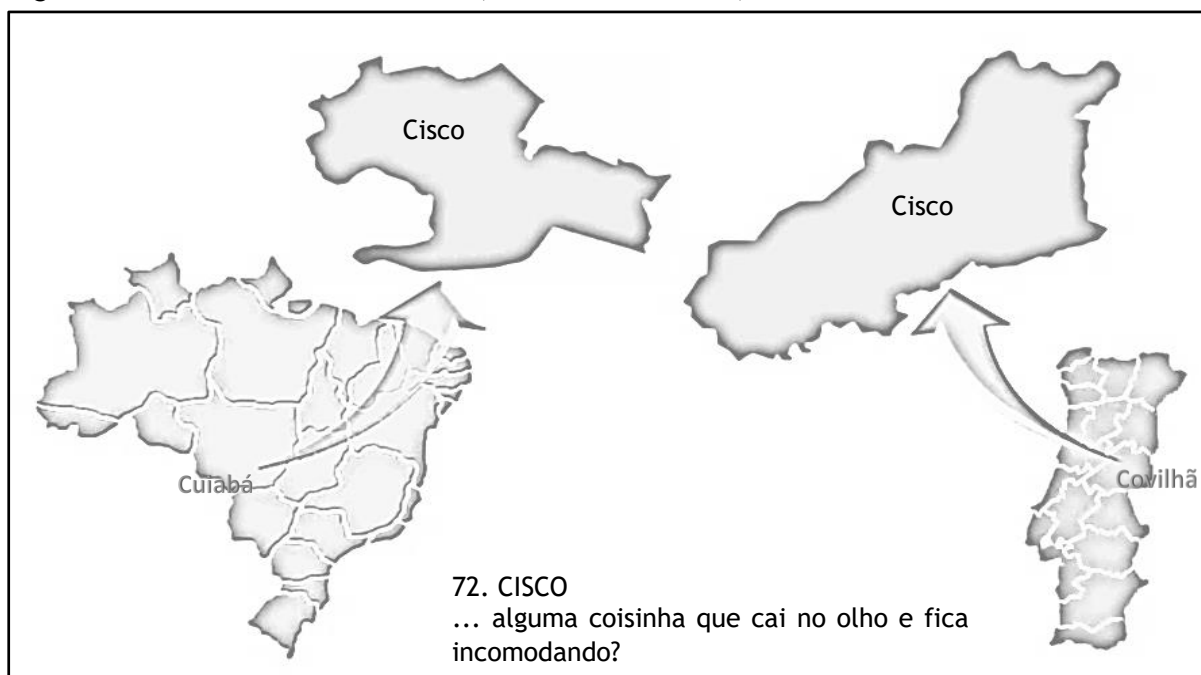 Cisco
Cisco
Cuiabá
Covilhã
72. CISCO
... alguma coisinha que cai no olho e fica
incomodando?